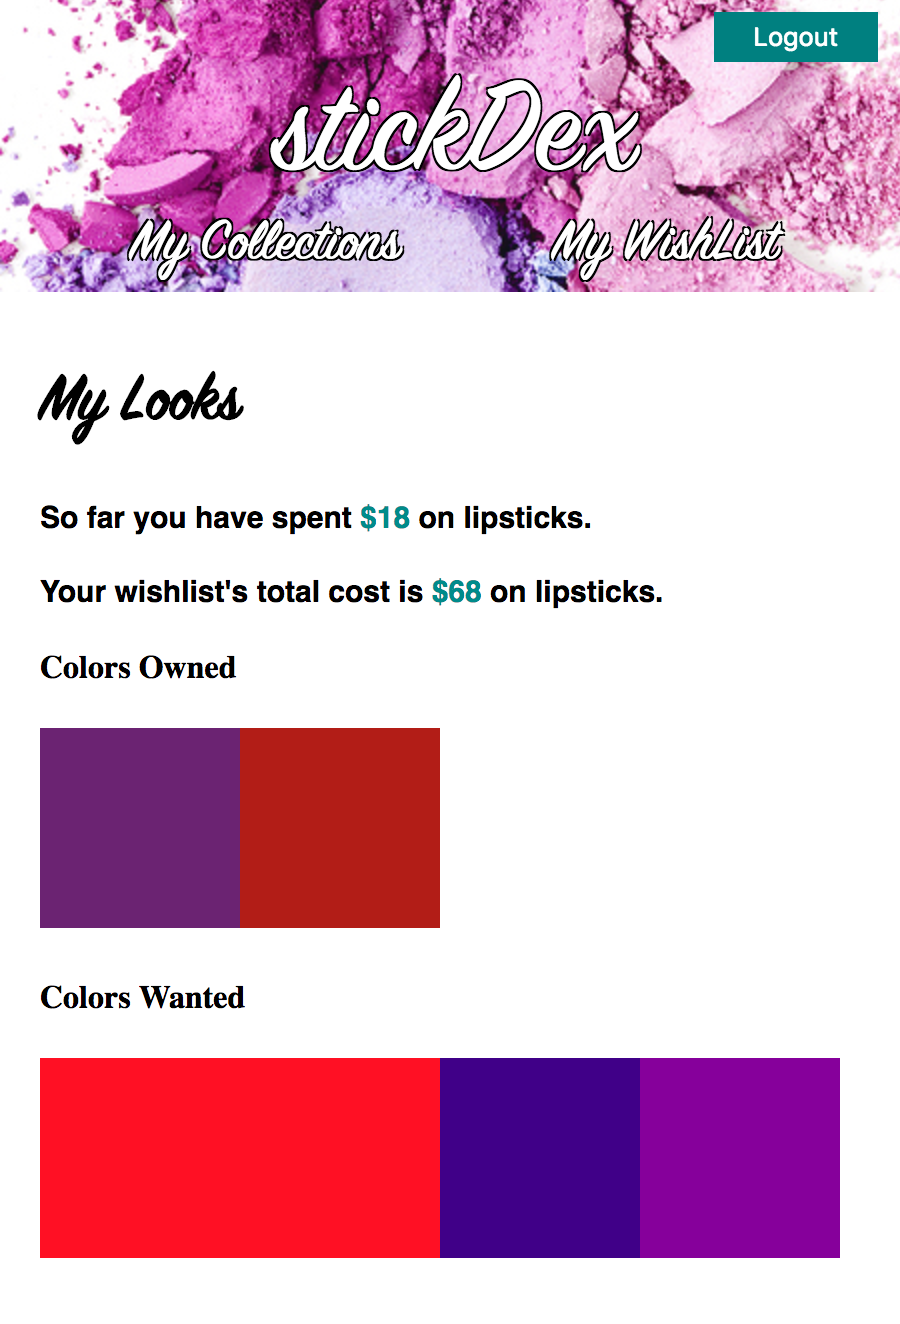 Logout
stickDex
My Collections My WishList
My Looks
So far you have spent $18 on lipsticks.
Your wishlist's total cost is $68 on lipsticks.
Colors Owned
Colors Wanted